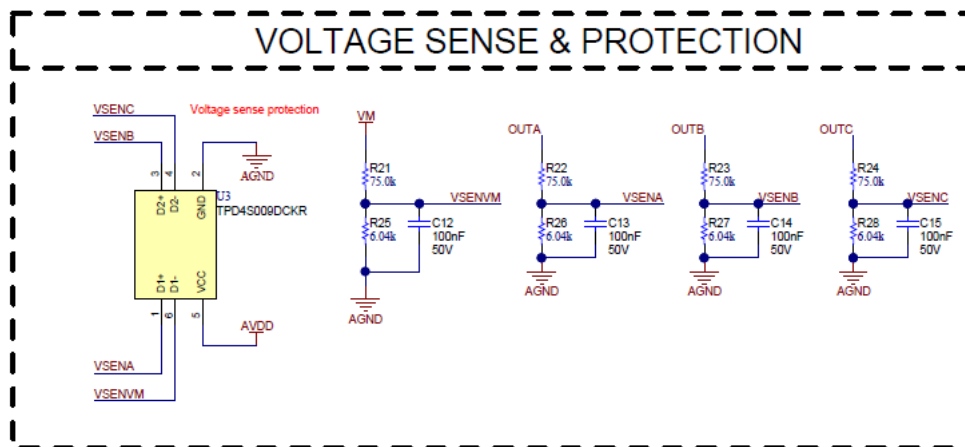 VOLTAGE SENSE & PROTECTION
VSENC
Voltage sense protection
VSENB
3
4
2
AGND
U3
TPD4S009DCKR
D2+
D2-
GND
D1+
D1-
VCC
1
6
5
AVDD
VSENA
VSENVM
VM
R21
75.0k
VSENVM
R25
6.04k
C12
100nF
50V
AGND
OUTA
R22
75.0k
VSENA
R26
6.04k
C13
100nF
50V
AGND
OUTB
R23
75.0k
VSENB
R27
6.04k
C14
100nF
50V
AGND
OUTC
R24
75.0k
VSENC
R28
6.04k
C15
100nF
50V
AGND